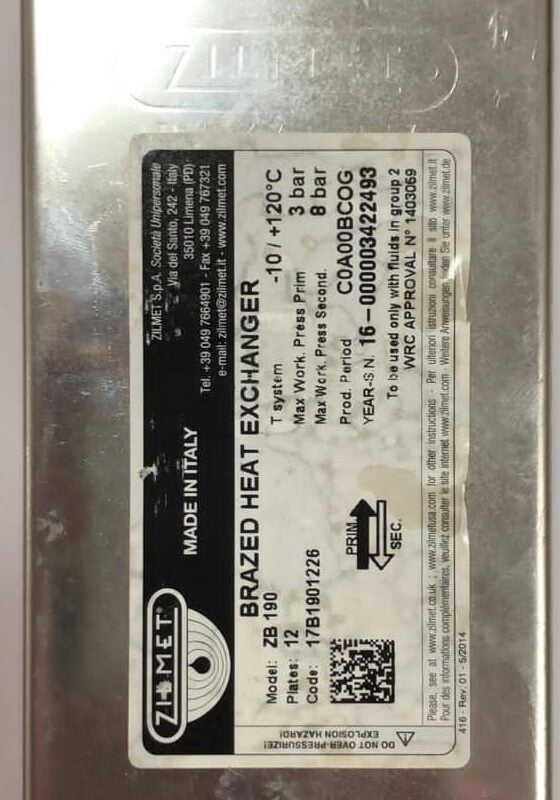 ZILMET
ZILMET®
MADE IN ITALY
ZILMET S.p.A. Società Unipersonale
Via del Santo, 242 - Italy
35010 Limena (PD)
Tel. +39 049 7664901 - Fax +39 049 767321
e-mail: zilmet@zilmet.it - www.zilmet.com
BRAZED HEAT EXCHANGER
Model: ZB 190
Plates: 12
Code: 17B1901226
PRIM.
SEC.
T system -10 / +120°C
Max Work. Press Prim 3 bar
Max Work. Press Second. 8 bar
Prod. Period C0A00BCOG
YEAR-S N. 16-000003422493
To be used only with fluids in group 2
WRC APPROVAL N° 1403059
DO NOT OVER-PRESSURIZE!
EXPLOSION HAZARD!
Please, see at www.zilmet.co.uk ; www.zilmetusa.com for other instructions - Per ulteriori istruzioni consultare il sito www.zilmet.it
Pour des informations complémentaires, veuillez consulter le site internet www.zilmet.com - Weitere Anweisungen finden Sie unter www.zilmet.de
416 - Rev. 01 - 5/2014